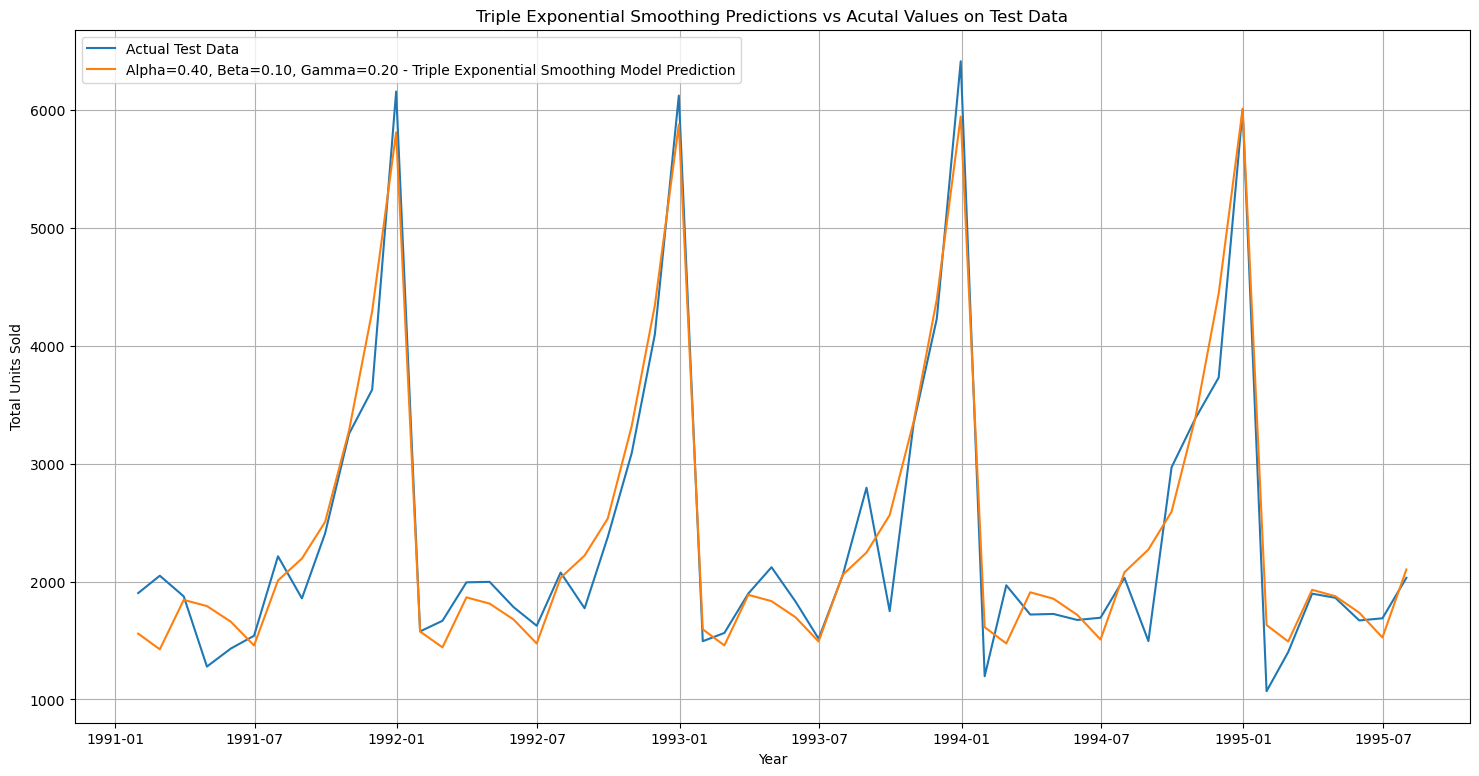 Triple Exponential Smoothing Predictions vs Acutal Values on Test Data
Actual Test Data
Alpha=0.40, Beta=0.10, Gamma=0.20 - Triple Exponential Smoothing Model Prediction
6000
5000
4000
3000
2000
1000
Total Units Sold
1991-01 1991-07 1992-01 1992-07 1993-01 1993-07 1994-01 1994-07 1995-01 1995-07
Year